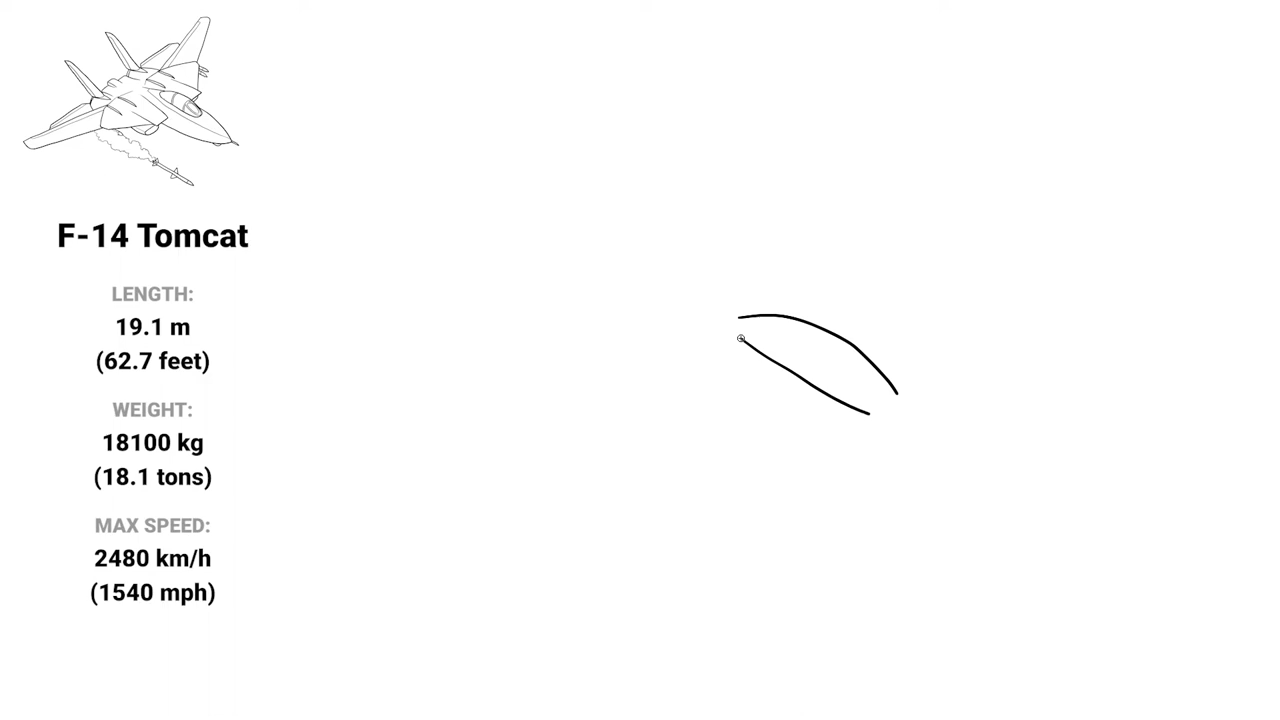 F-14 Tomcat
LENGTH:
19.1 m
(62.7 feet)
WEIGHT:
18100 kg
(18.1 tons)
MAX SPEED:
2480 km/h
(1540 mph)